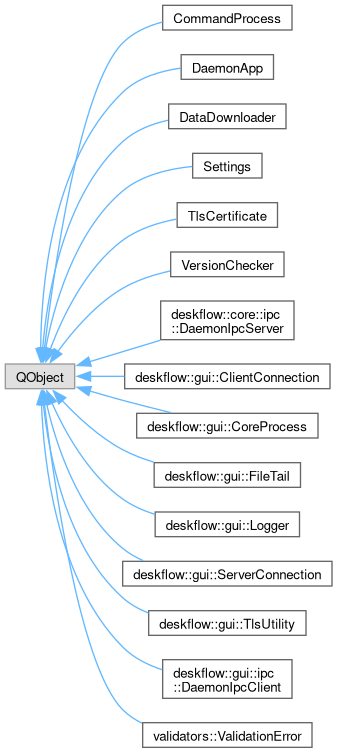 CommandProcess
DaemonApp
DataDownloader
Settings
TlsCertificate
VersionChecker
deskflow::core::ipc
::DaemonIpcServer
QObject
deskflow::gui::ClientConnection
deskflow::gui::CoreProcess
deskflow::gui::FileTail
deskflow::gui::Logger
deskflow::gui::ServerConnection
deskflow::gui::TlsUtility
deskflow::gui::ipc
::DaemonIpcClient
validators::ValidationError